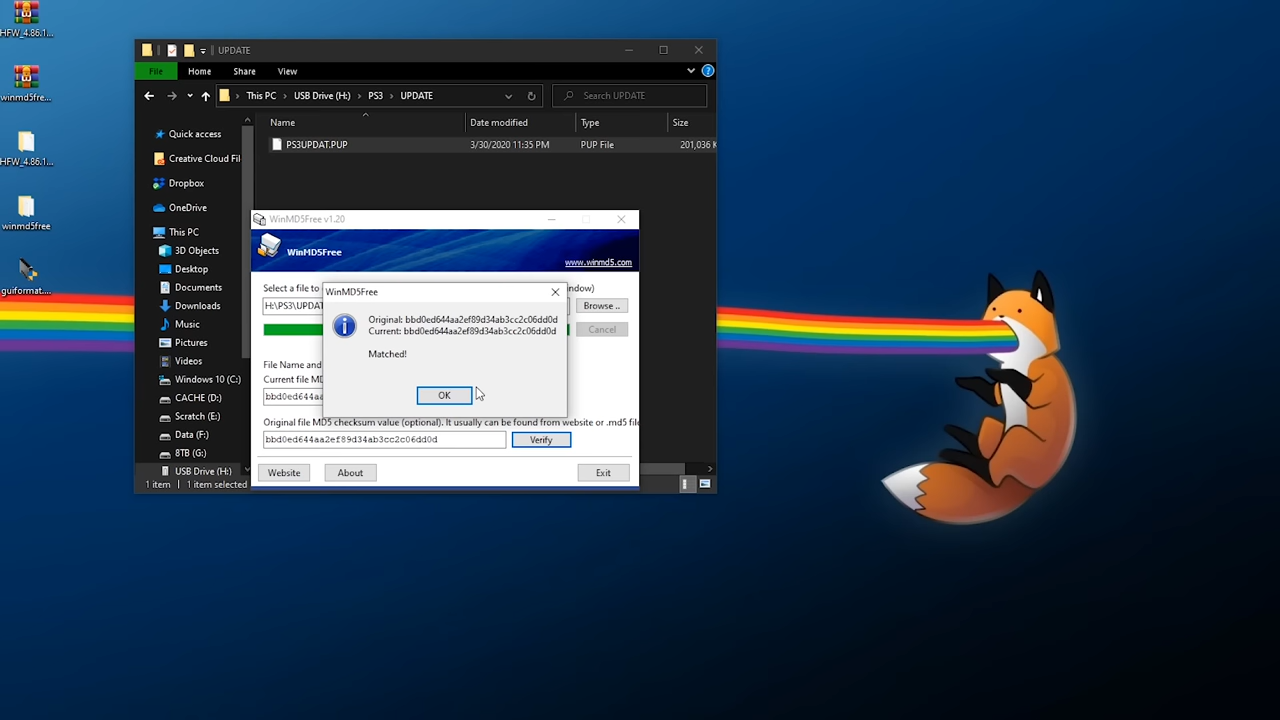 HFW_4.86.1...
winmd5free...
HFW_4.86.1...
winmd5free
guiformat....
UPDATE
File
Home
Share
View
This PC
USB Drive (H:)
PS3
UPDATE
Search UPDATE
Name
Date modified
Type
Size
PS3UPDAT.PUP
3/30/2020 11:35 PM
PUP File
201,036 K
Quick access
Creative Cloud Fil
Dropbox
OneDrive
This PC
3D Objects
Desktop
Documents
Downloads
Music
Pictures
Videos
Windows 10 (C:)
CACHE (D:)
Scratch (E:)
Data (F:)
8TB (G:)
USB Drive (H:)
1 item
1 item selected
WinMD5Free v1.20
WinMD5Free
www.winmd5.com
Select a file to
ndow)
H:\PS3\UPDAT
Browse ..
Cancel
File Name and
Current file MD
bbd0ed644aa
WinMD5Free
Original: bbd0ed644aa2ef89d34ab3cc2c06dd0d
Current: bbd0ed644aa2ef89d34ab3cc2c06dd0d
Matched!
OK
Original file MD5 checksum value (optional). It usually can be found from website or .md5 file
bbd0ed644aa2ef89d34ab3cc2c06dd0d
Verify
Website
About
Exit